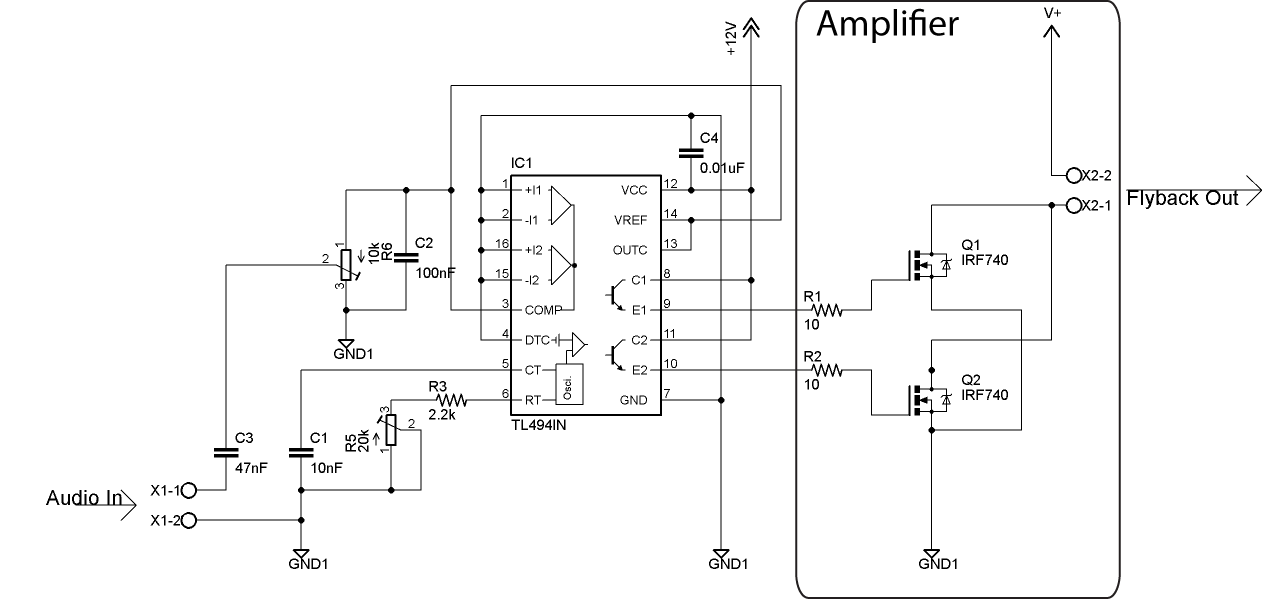 Amplifier
V+
+12V
C4
0.01uF
IC1
1
+I1
VCC
12
X2-2
2
-I1
VREF
14
X2-1
Flyback Out
16
+I2
OUTC
13
15
-I2
C1
8
3
COMP
E1
9
4
DTC
C2
11
5
CT
E2
10
6
RT
Osci.
GND
7
TL494IN
1
2
3
10k
R6
C2
100nF
GND1
Q1
IRF740
R1
10
R2
10
Q2
IRF740
R3
2.2k
3
2
1
R5
20k
C3
47nF
C1
10nF
Audio In
X1-1
X1-2
GND1
GND1
GND1